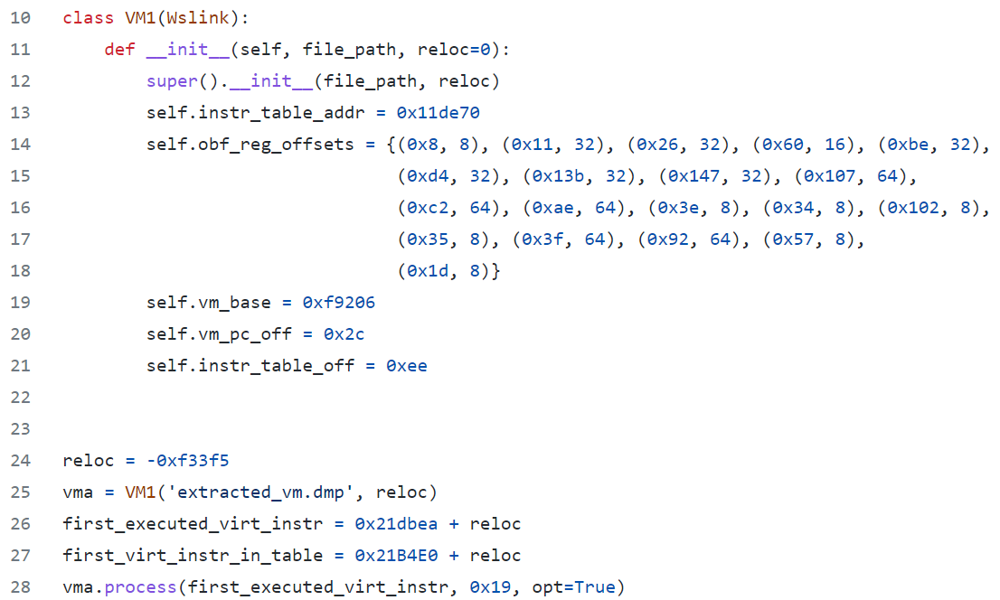 10 class VM1(Wslink):
11     def __init__(self, file_path, reloc=0):
12         super().__init__(file_path, reloc)
13         self.instr_table_addr = 0x11de70
14         self.obf_reg_offsets = {(0x8, 8), (0x11, 32), (0x26, 32), (0x60, 16), (0xbe, 32),
15                                 (0xd4, 32), (0x13b, 32), (0x147, 32), (0x107, 64),
16                                 (0xc2, 64), (0xae, 64), (0x3e, 8), (0x34, 8), (0x102, 8),
17                                 (0x35, 8), (0x3f, 64), (0x92, 64), (0x57, 8),
18                                 (0x1d, 8)}
19         self.vm_base = 0xf9206
20         self.vm_pc_off = 0x2c
21         self.instr_table_off = 0xee
22
23
24 reloc = -0xf33f5
25 vma = VM1('extracted_vm.dmp', reloc)
26 first_executed_virt_instr = 0x21dbea + reloc
27 first_virt_instr_in_table = 0x21B4E0 + reloc
28 vma.process(first_executed_virt_instr, 0x19, opt=True)